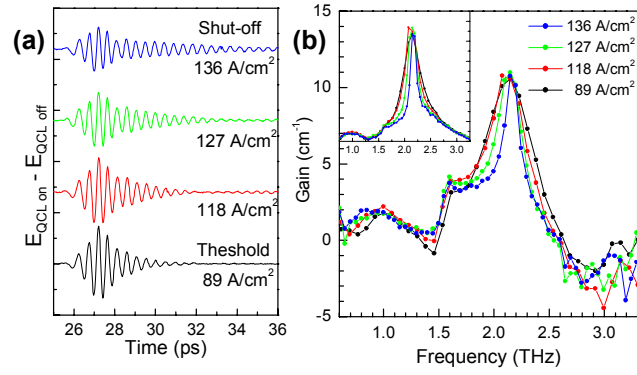 (a)
Shut-off
136 A/cm²
127 A/cm²
118 A/cm²
Theshold
89 A/cm²
E_QCL on - E_QCL off
26 28 30 32 34 36
Time (ps)
(b)
136 A/cm²
127 A/cm²
118 A/cm²
89 A/cm²
1.0 1.5 2.0 2.5 3.0
15
10
5
0
-5
Gain (cm⁻¹)
1.0 1.5 2.0 2.5 3.0
Frequency (THz)